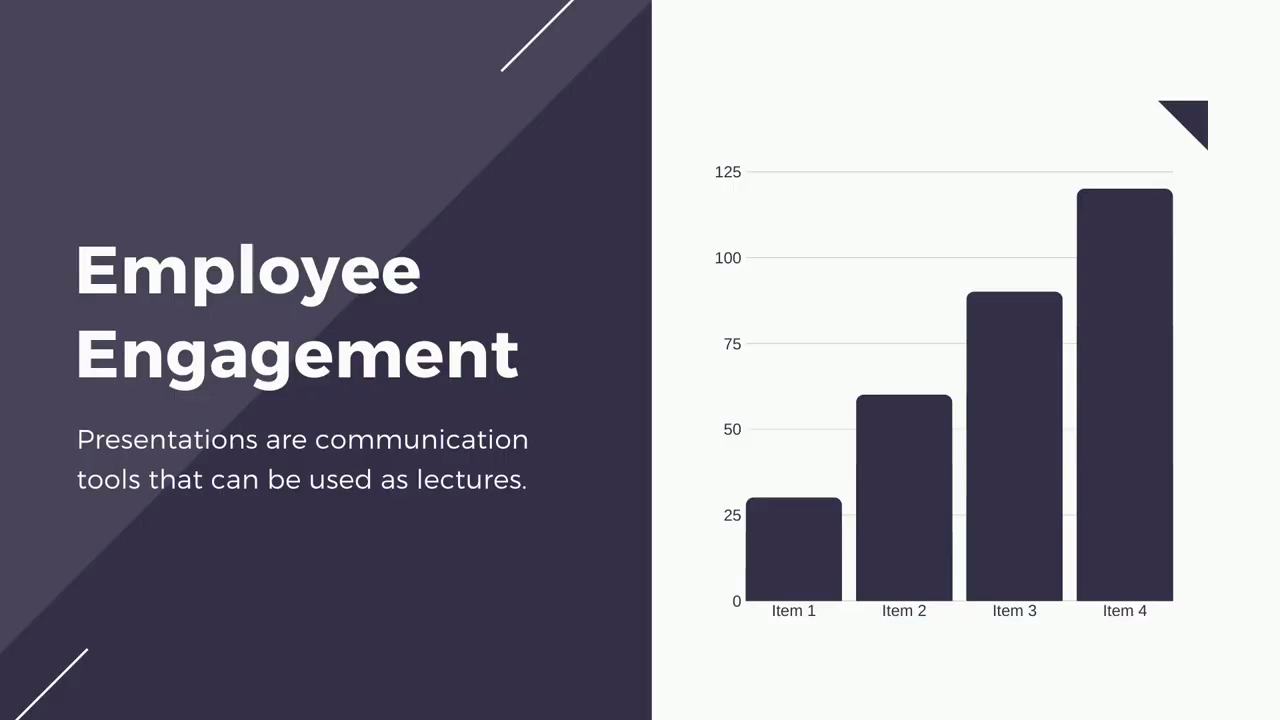 Employee
Engagement
Presentations are communication
tools that can be used as lectures.
125
100
75
50
25
0
Item 1
Item 2
Item 3
Item 4